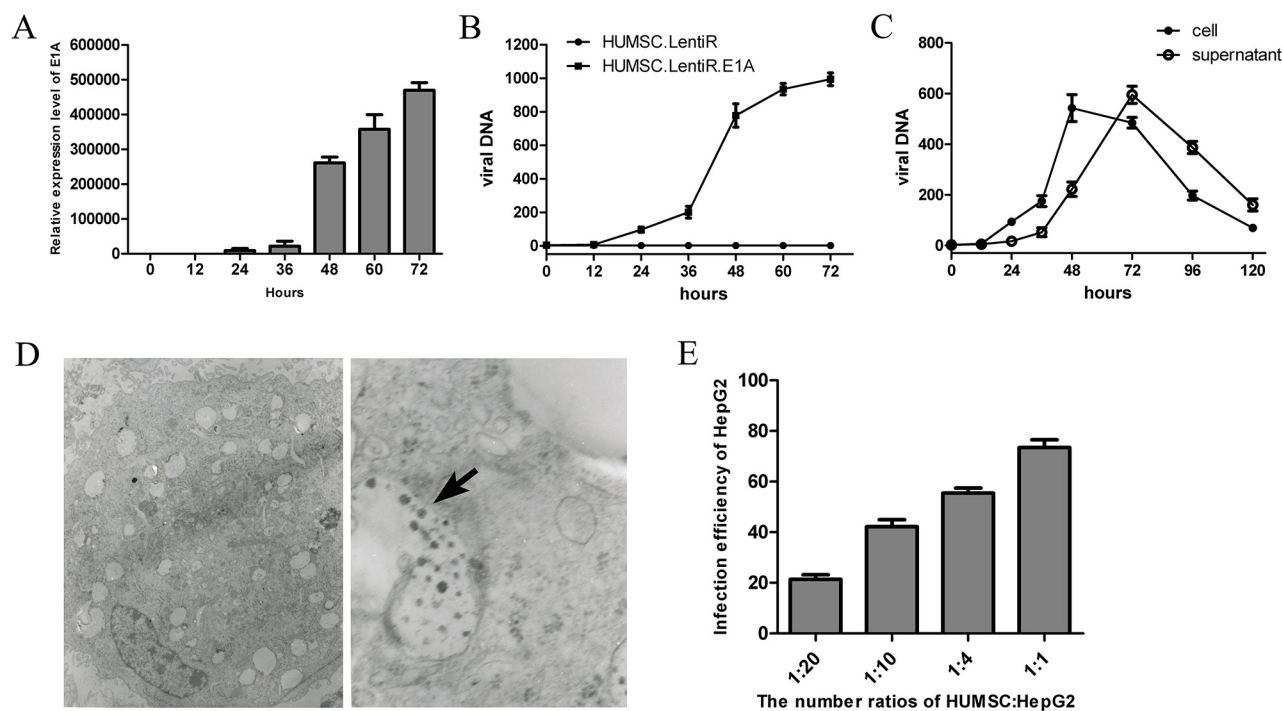 A
Relative expression level of E1A
600000
500000
400000
300000
200000
100000
0
0 12 24 36 48 60 72
Hours
B
HUMSC.LentiR
HUMSC.LentiR.E1A
viral DNA
1200
1000
800
600
400
200
0
0 12 24 36 48 60 72
hours
C
cell
supernatant
viral DNA
800
600
400
200
0
0 24 48 72 96 120
hours
D
E
Infection efficiency of HepG2
100
80
60
40
20
0
1:20 1:10 1:4 1:1
The number ratios of HUMSC:HepG2